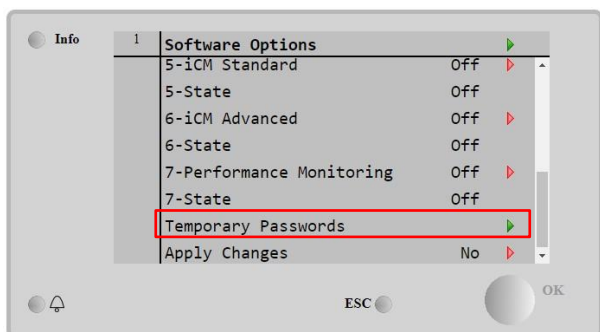 Info
1 Software Options
5-iCM Standard Off
5-State Off
6-iCM Advanced Off
6-State Off
7-Performance Monitoring Off
7-State Off
Temporary Passwords
Apply Changes No
ESC
OK